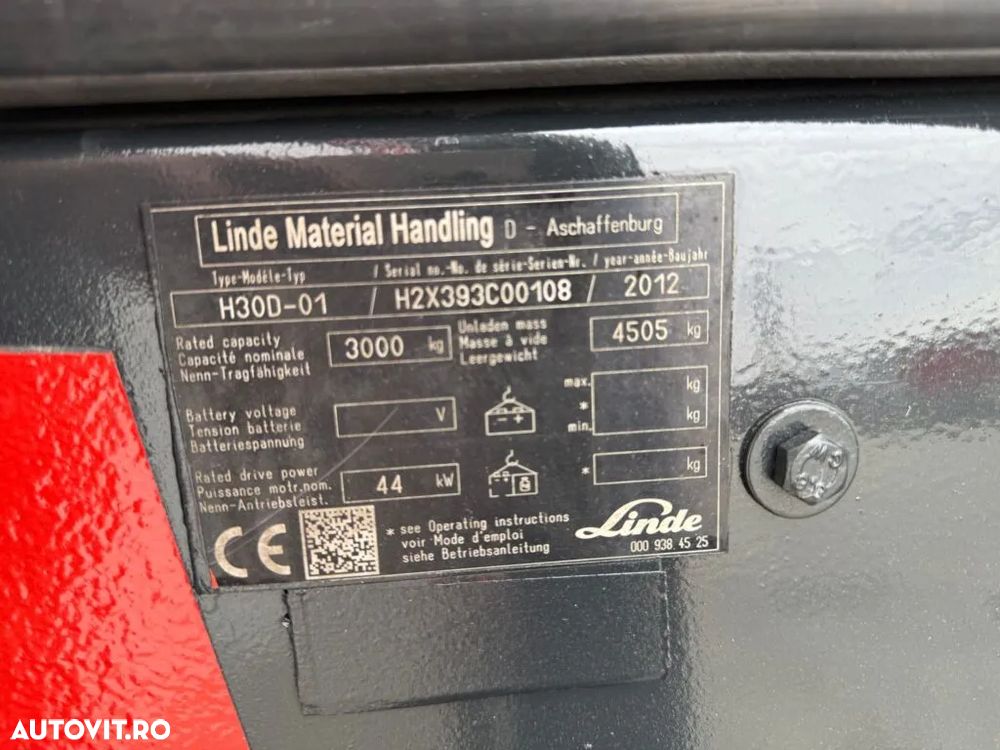 Linde Material Handling D - Aschaffenburg
Type-Modèle-Typ / Serial no.-No. de série-Serien-Nr. / year-année-Baujahr
H30D-01 / H2X393C00108 / 2012
Rated capacity
Capacité nominale
Nenn-Tragfähigkeit
3000 kg
Unladen mass
Masse à vide
Leergewicht
4505 kg
Battery voltage
Tension batterie
Batteriespannung
V
- +
max. kg
*
min. kg
Rated drive power
Puissance motr.nom.
Nenn-Antriebsleist.
44 kW
* kg
CE
* see Operating instructions
voir Mode d'emploi
siehe Betriebsanleitung
Linde
000 938 45 25
AUTOVIT.RO